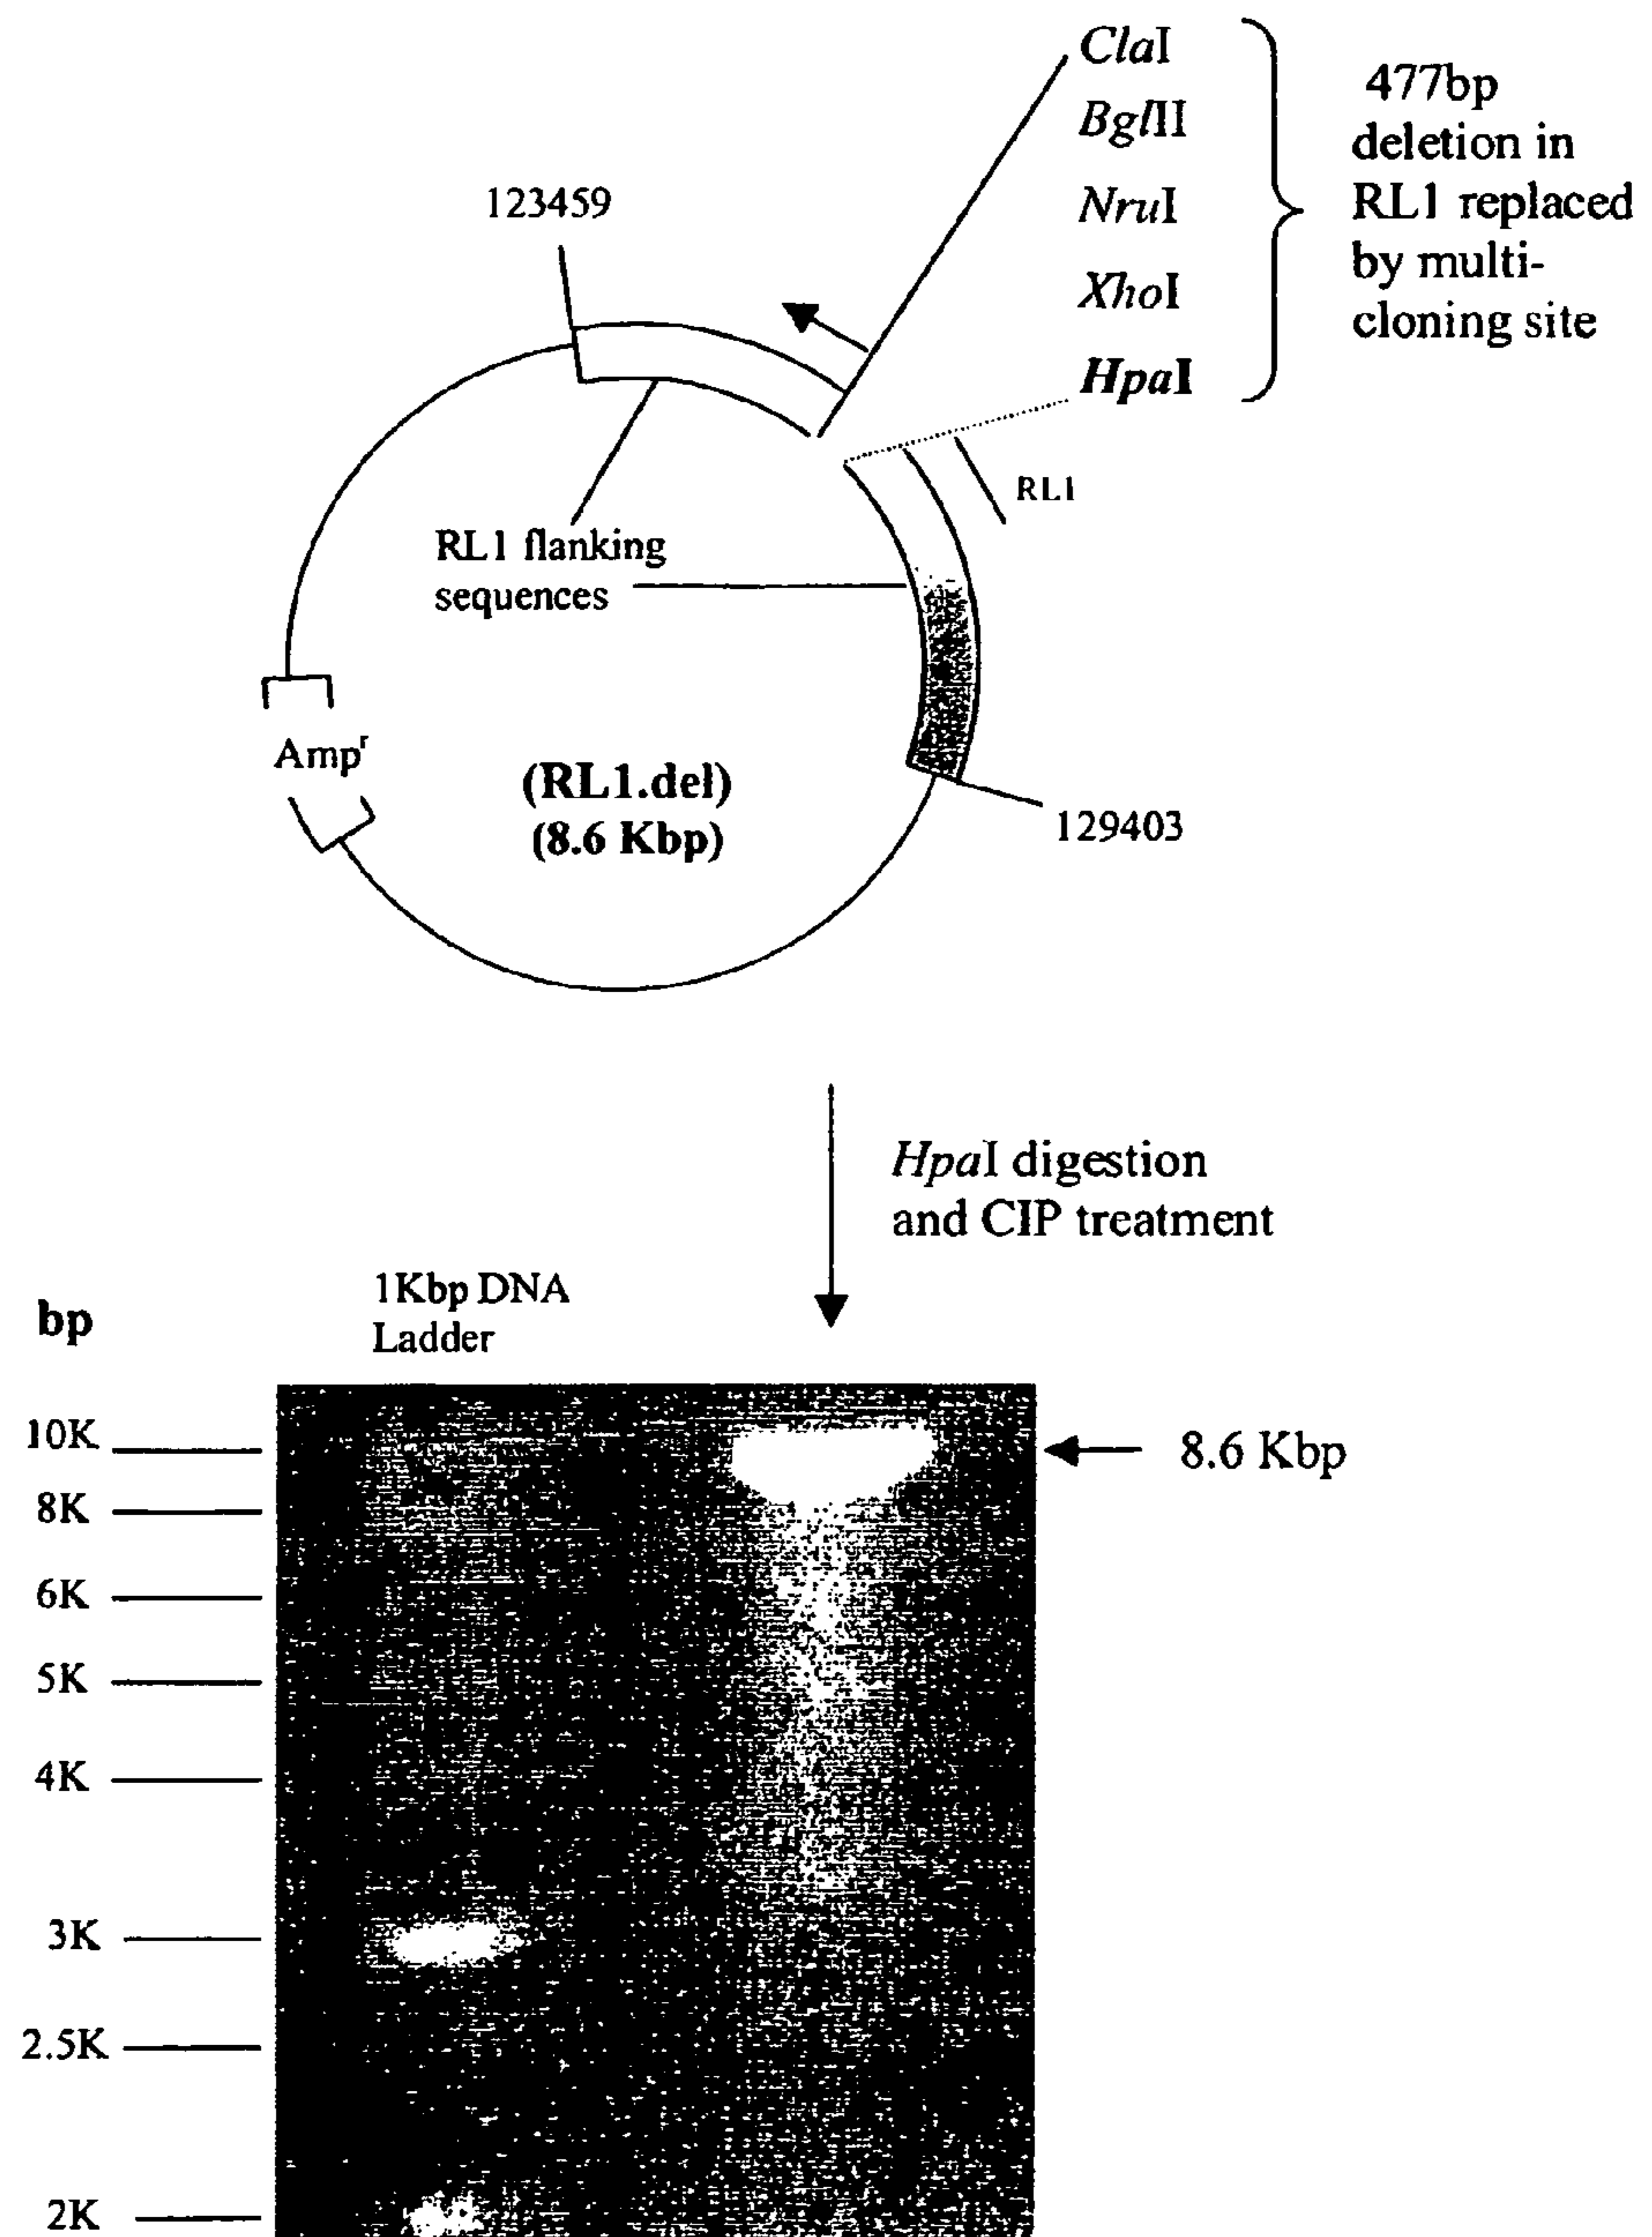 ClaI
BglII
NruI
XhoI
HpaI
477bp
deletion in
RL1 replaced
by multi-
cloning site
123459
RL1
RL1 flanking
sequences
Ampr
(RL1.del)
(8.6 Kbp)
129403
HpaI digestion
and CIP treatment
1Kbp DNA
Ladder
bp
10K
8.6 Kbp
8K
6K
5K
4K
3K
2.5K
2K